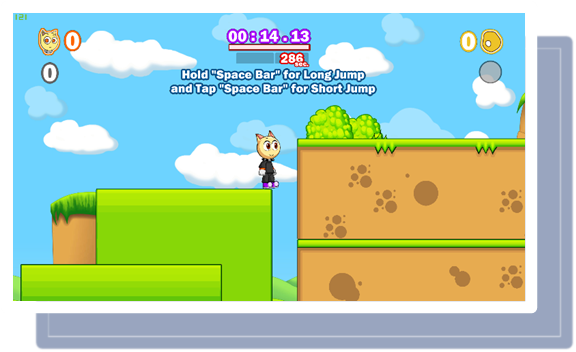 121
0
00:14.13
0
0
286
sec.
Hold "Space Bar" for Long Jump
and Tap "Space Bar" for Short Jump